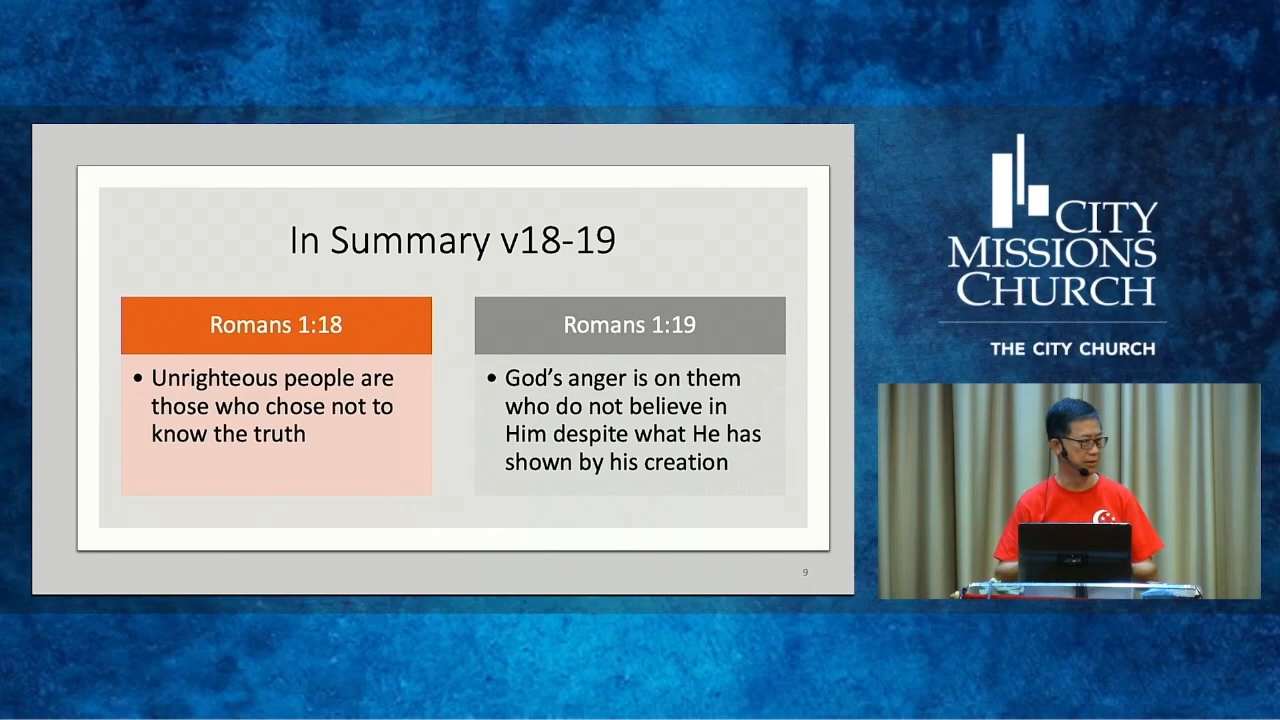 In Summary v18-19
Romans 1:18
• Unrighteous people are
those who chose not to
know the truth
Romans 1:19
• God’s anger is on them
who do not believe in
Him despite what He has
shown by his creation
9
CITY
MISSIONS
CHURCH
THE CITY CHURCH